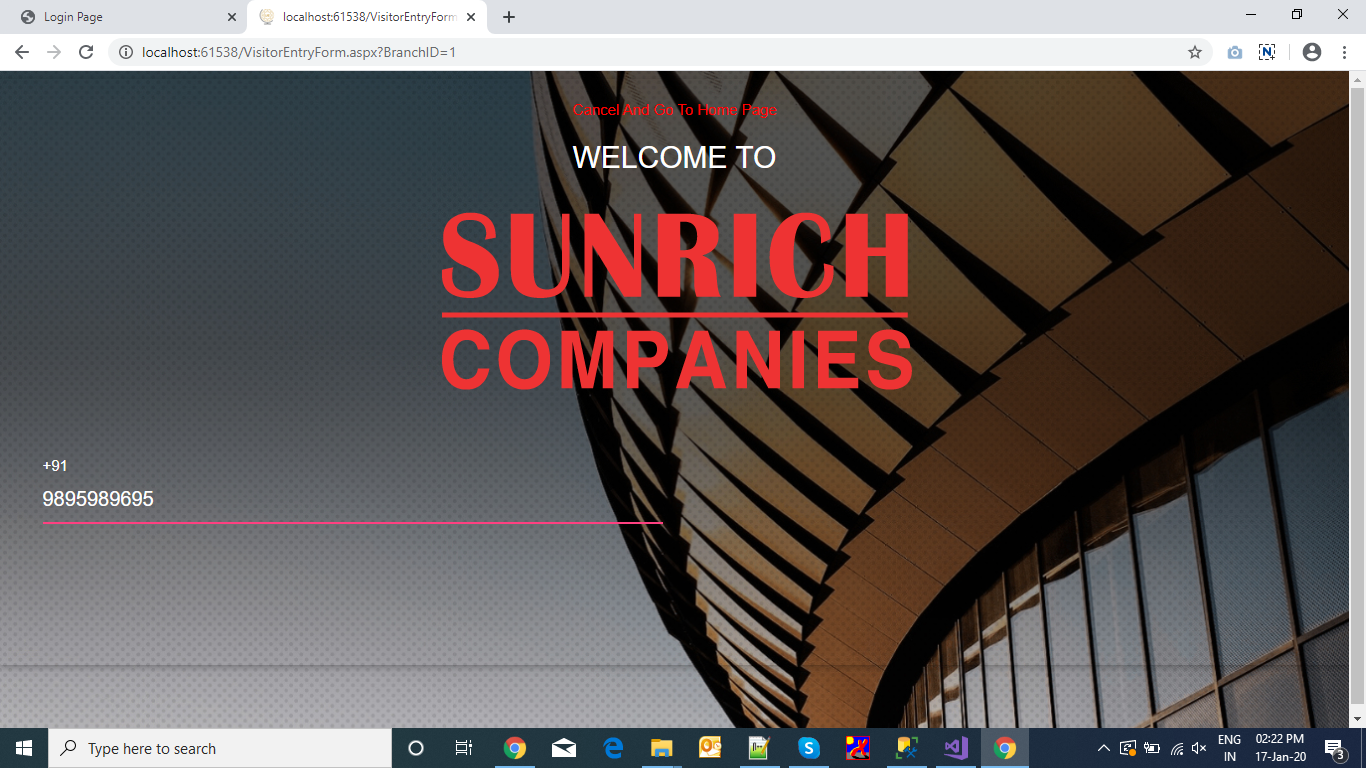 Login Page
localhost:61538/VisitorEntryForm
localhost:61538/VisitorEntryForm.aspx?BranchID=1
Cancel And Go To Home Page
WELCOME TO
SUNRICH
COMPANIES
+91
9895989695
Type here to search
ENG
IN
02:22 PM
17-Jan-20
3